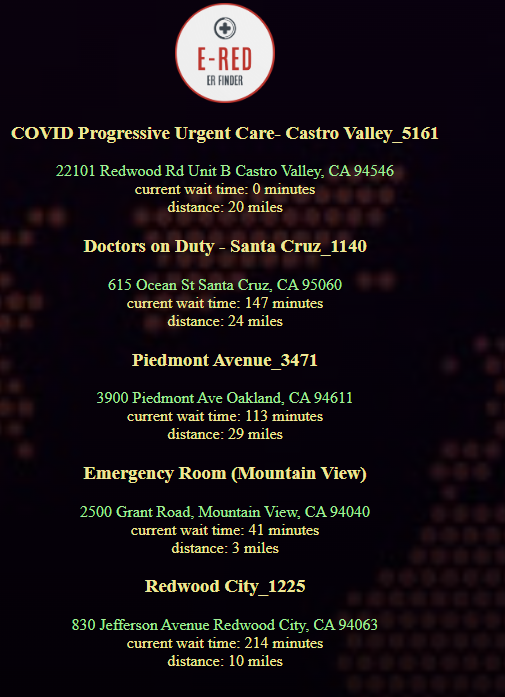 E-RED
ER FINDER
COVID Progressive Urgent Care- Castro Valley_5161
22101 Redwood Rd Unit B Castro Valley, CA 94546
current wait time: 0 minutes
distance: 20 miles
Doctors on Duty - Santa Cruz_1140
615 Ocean St Santa Cruz, CA 95060
current wait time: 147 minutes
distance: 24 miles
Piedmont Avenue_3471
3900 Piedmont Ave Oakland, CA 94611
current wait time: 113 minutes
distance: 29 miles
Emergency Room (Mountain View)
2500 Grant Road, Mountain View, CA 94040
current wait time: 41 minutes
distance: 3 miles
Redwood City_1225
830 Jefferson Avenue Redwood City, CA 94063
current wait time: 214 minutes
distance: 10 miles